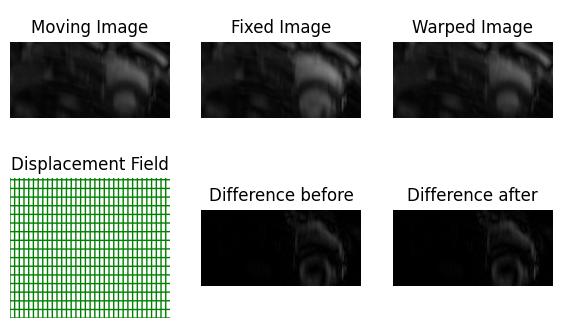 Moving Image
Fixed Image
Warped Image
Displacement Field
Difference before
Difference after